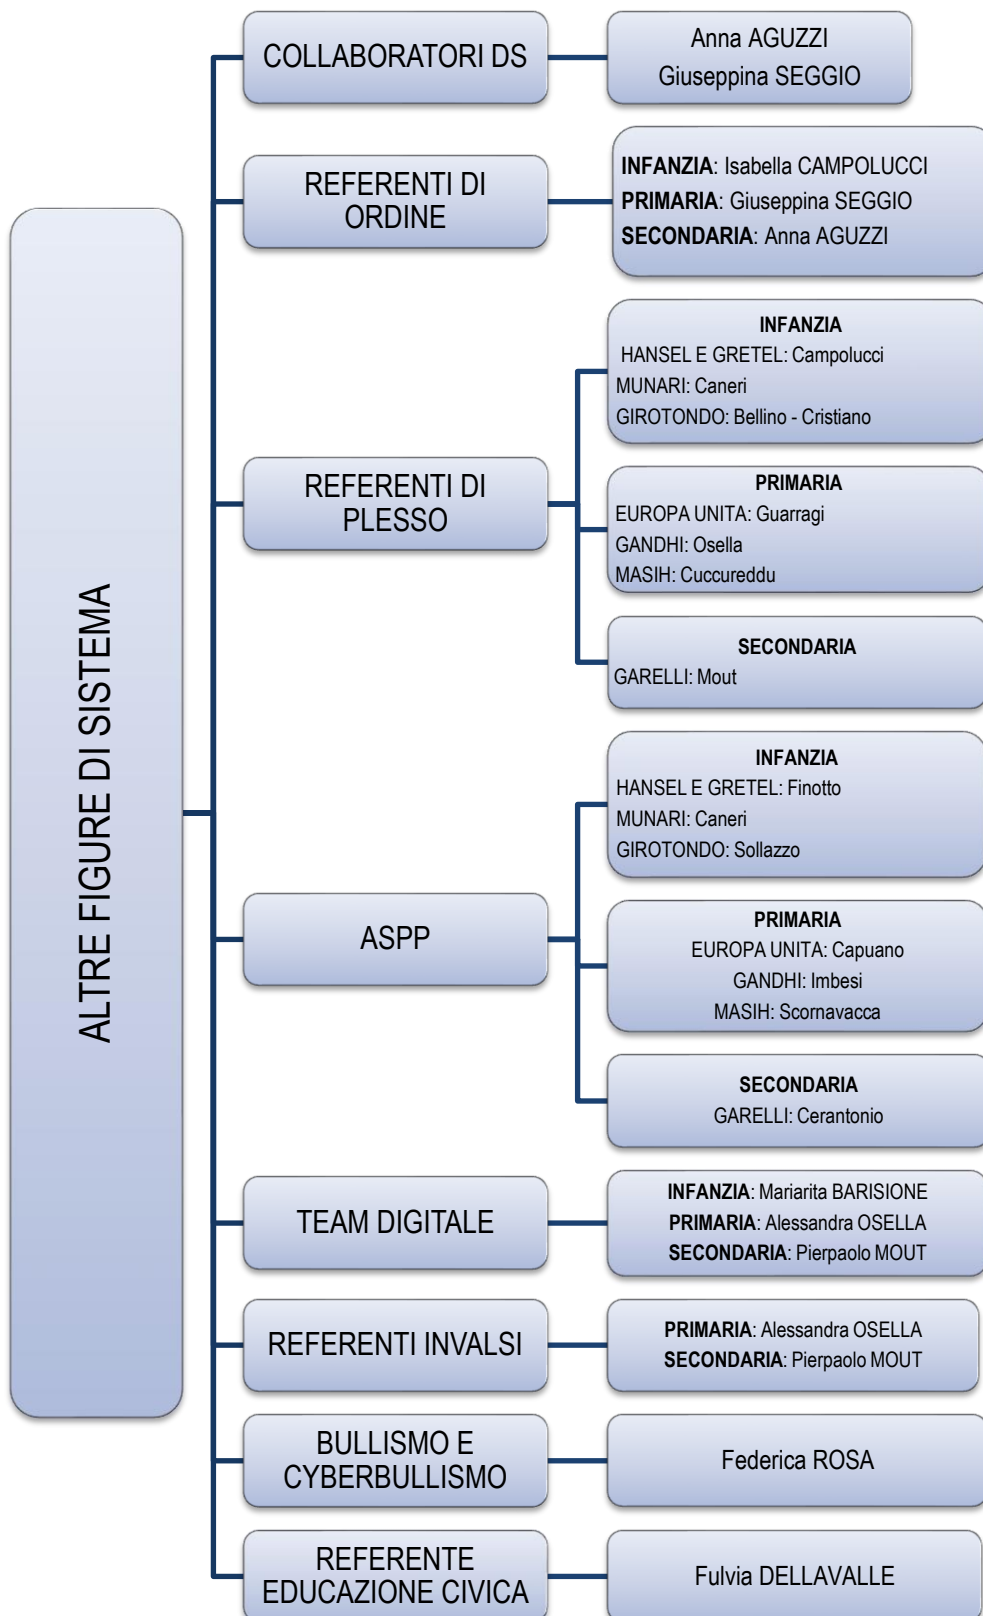 ALTRE FIGURE DI SISTEMA
COLLABORATORI DS
Anna AGUZZI
Giuseppina SEGGIO
REFERENTI DI
ORDINE
INFANZIA: Isabella CAMPOLUCCI
PRIMARIA: Giuseppina SEGGIO
SECONDARIA: Anna AGUZZI
REFERENTI DI
PLESSO
INFANZIA
HANSEL E GRETEL: Campolucci
MUNARI: Caneri
GIROTONDO: Bellino - Cristiano
PRIMARIA
EUROPA UNITA: Guarragi
GANDHI: Osella
MASIH: Cuccureddu
SECONDARIA
GARELLI: Mout
ASPP
INFANZIA
HANSEL E GRETEL: Finotto
MUNARI: Caneri
GIROTONDO: Sollazzo
PRIMARIA
EUROPA UNITA: Capuano
GANDHI: Imbesi
MASIH: Scornavacca
SECONDARIA
GARELLI: Cerantonio
TEAM DIGITALE
INFANZIA: Mariarita BARISIONE
PRIMARIA: Alessandra OSELLA
SECONDARIA: Pierpaolo MOUT
REFERENTI INVALSI
PRIMARIA: Alessandra OSELLA
SECONDARIA: Pierpaolo MOUT
BULLISMO E
CYBERBULLISMO
Federica ROSA
REFERENTE
EDUCAZIONE CIVICA
Fulvia DELLAVALLE